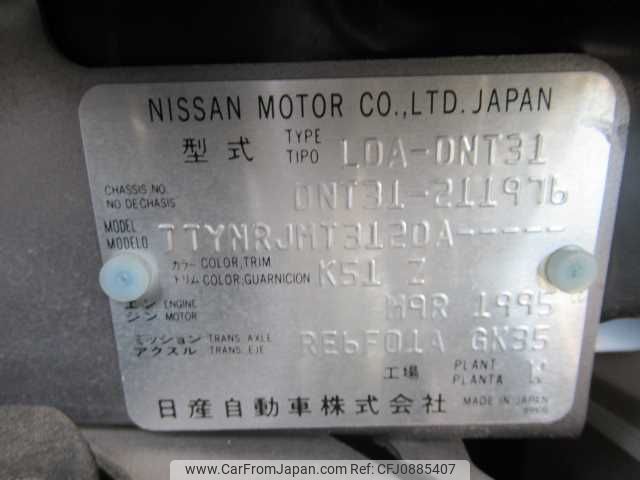 NISSAN MOTOR CO.,LTD. JAPAN
型式 TYPE TIPO LDA-DNT31
CHASSIS NO. NO DE CHASIS DNT31-211976
MODEL MODELO TTYNRJMT312DA-----
カラー COLOR,TRIM
トリム COLOR,GUARNICION K51 Z
エンジン ENGINE MOTOR M9R 1995 cc
ミッション TRANS. AXLE
アクスル TRANS. EJE RE6F01A GK35
工場 PLANT PLANTA
日産自動車株式会社 MADE IN JAPAN
www.CarFromJapan.com | CFJ0885407